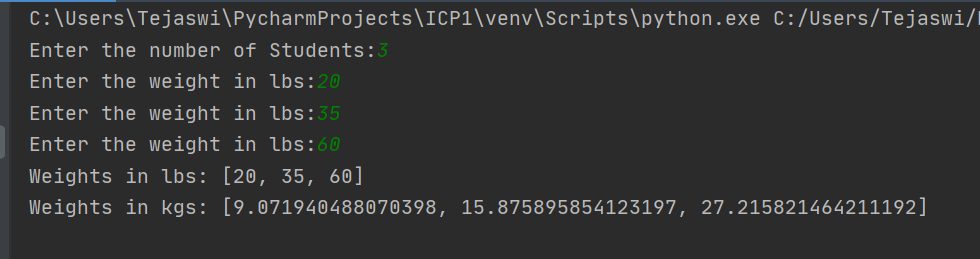 C:\Users\Tejaswi\PycharmProjects\ICP1\venv\Scripts\python.exe C:/Users/Tejaswi/
Enter the number of Students:3
Enter the weight in lbs:20
Enter the weight in lbs:35
Enter the weight in lbs:60
Weights in lbs: [20, 35, 60]
Weights in kgs: [9.071940488070398, 15.875895854123197, 27.215821464211192]